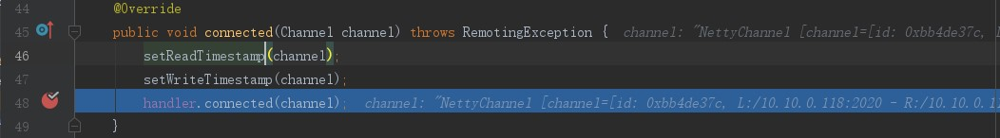 44 @Override
45 public void connected(Channel channel) throws RemotingException { channel: "NettyChannel [channel=[id: 0xbb4de37c,
46 setReadTimestamp(channel);
47 setWriteTimestamp(channel);
48 handler.connected(channel); channel: "NettyChannel [channel=[id: 0xbb4de37c, L:/10.10.0.118:2020 - R:/10.10.0.11
49 }